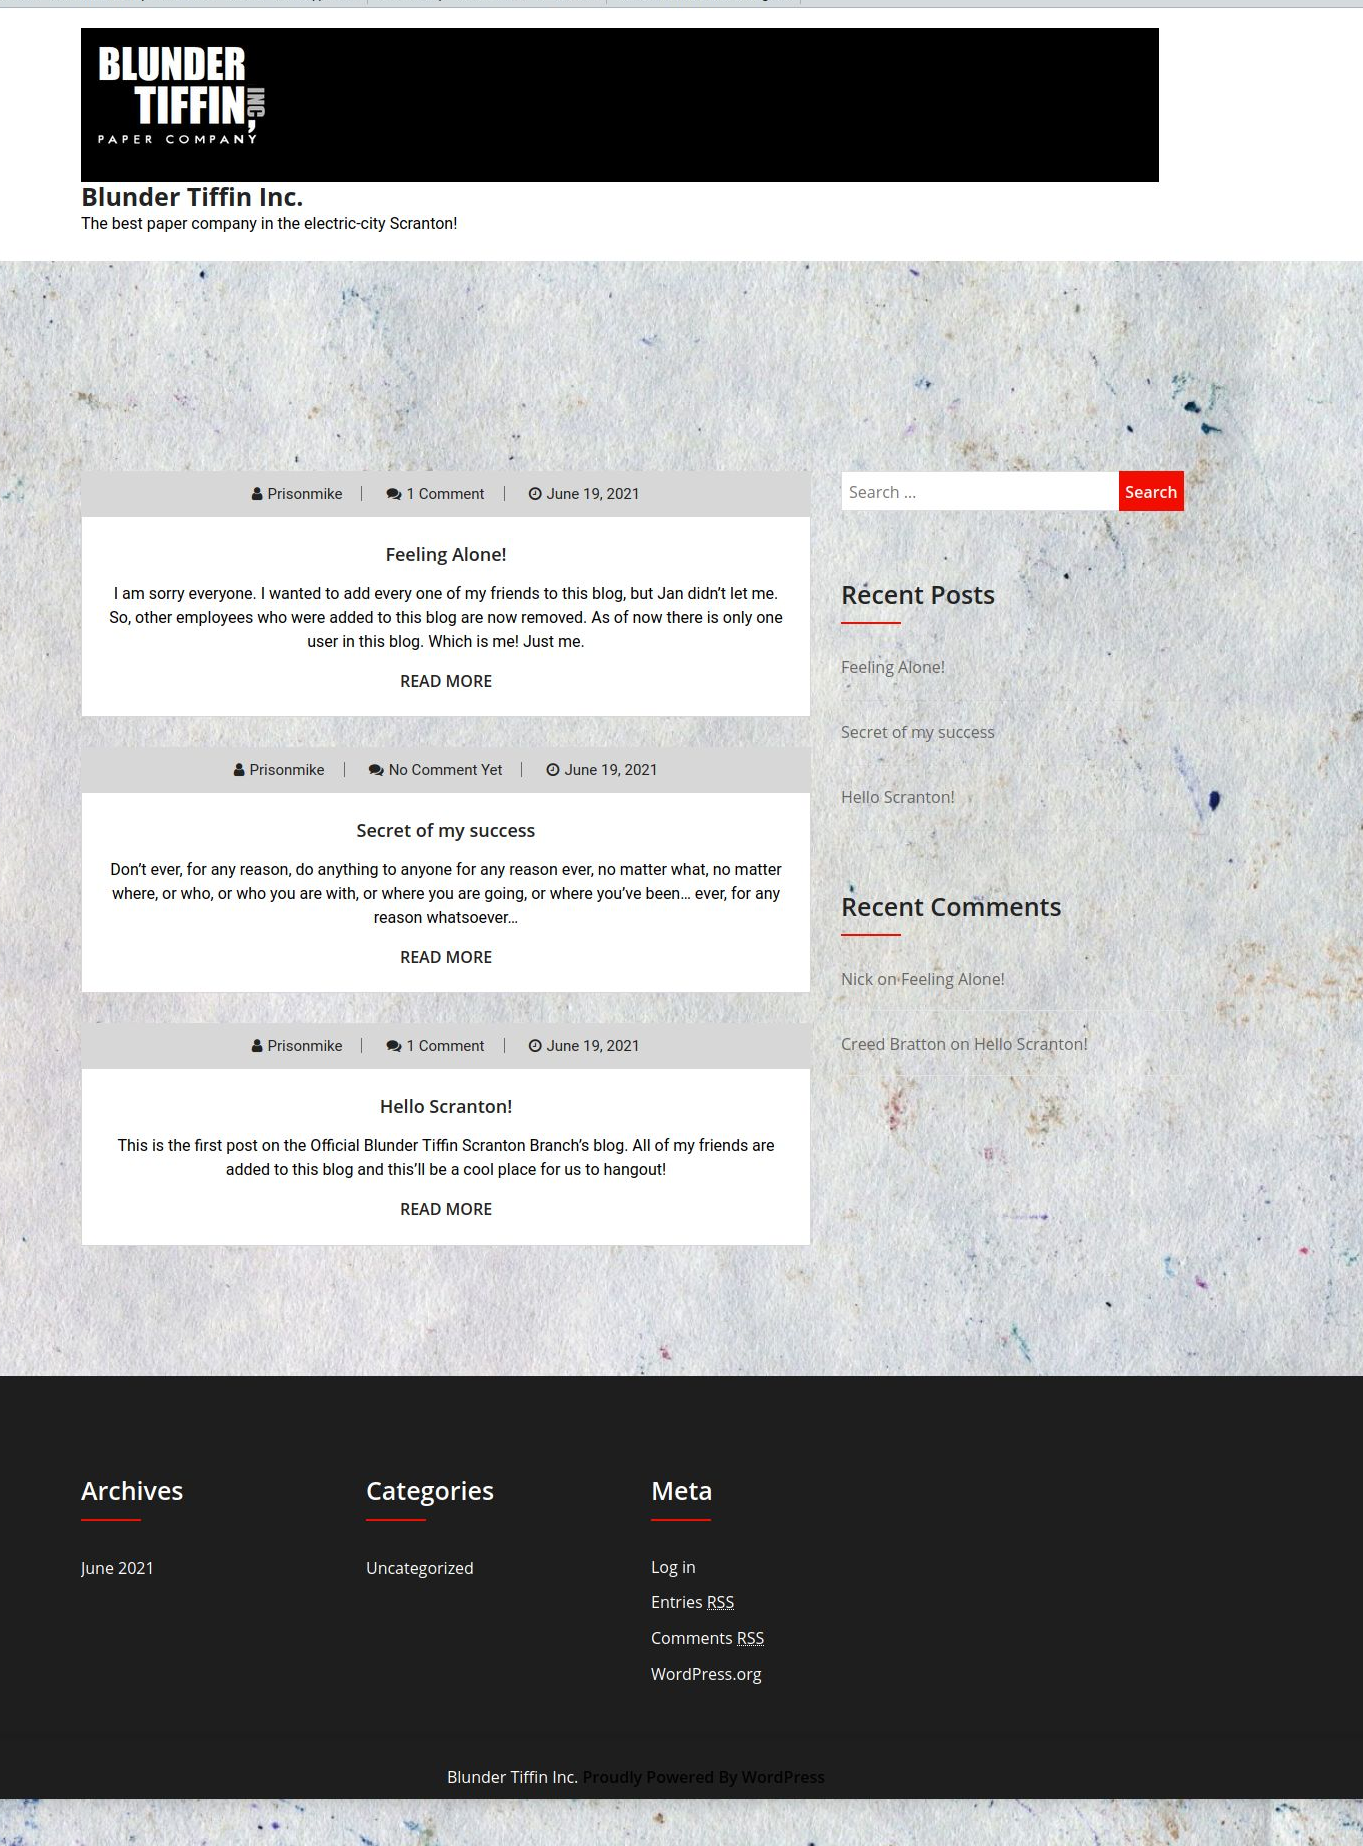 BLUNDER
TIFFIN, INC
PAPER COMPANY
Blunder Tiffin Inc.
The best paper company in the electric-city Scranton!
Prisonmike
1 Comment
June 19, 2021
Feeling Alone!
I am sorry everyone. I wanted to add every one of my friends to this blog, but Jan didn’t let me.
So, other employees who were added to this blog are now removed. As of now there is only one
user in this blog. Which is me! Just me.
READ MORE
Prisonmike
No Comment Yet
June 19, 2021
Secret of my success
Don’t ever, for any reason, do anything to anyone for any reason ever, no matter what, no matter
where, or who, or who you are with, or where you are going, or where you’ve been… ever, for any
reason whatsoever…
READ MORE
Prisonmike
1 Comment
June 19, 2021
Hello Scranton!
This is the first post on the Official Blunder Tiffin Scranton Branch’s blog. All of my friends are
added to this blog and this’ll be a cool place for us to hangout!
READ MORE
Search …
Search
Recent Posts
Feeling Alone!
Secret of my success
Hello Scranton!
Recent Comments
Nick on Feeling Alone!
Creed Bratton on Hello Scranton!
Archives
June 2021
Categories
Uncategorized
Meta
Log in
Entries RSS
Comments RSS
WordPress.org
Blunder Tiffin Inc. Proudly Powered By WordPress